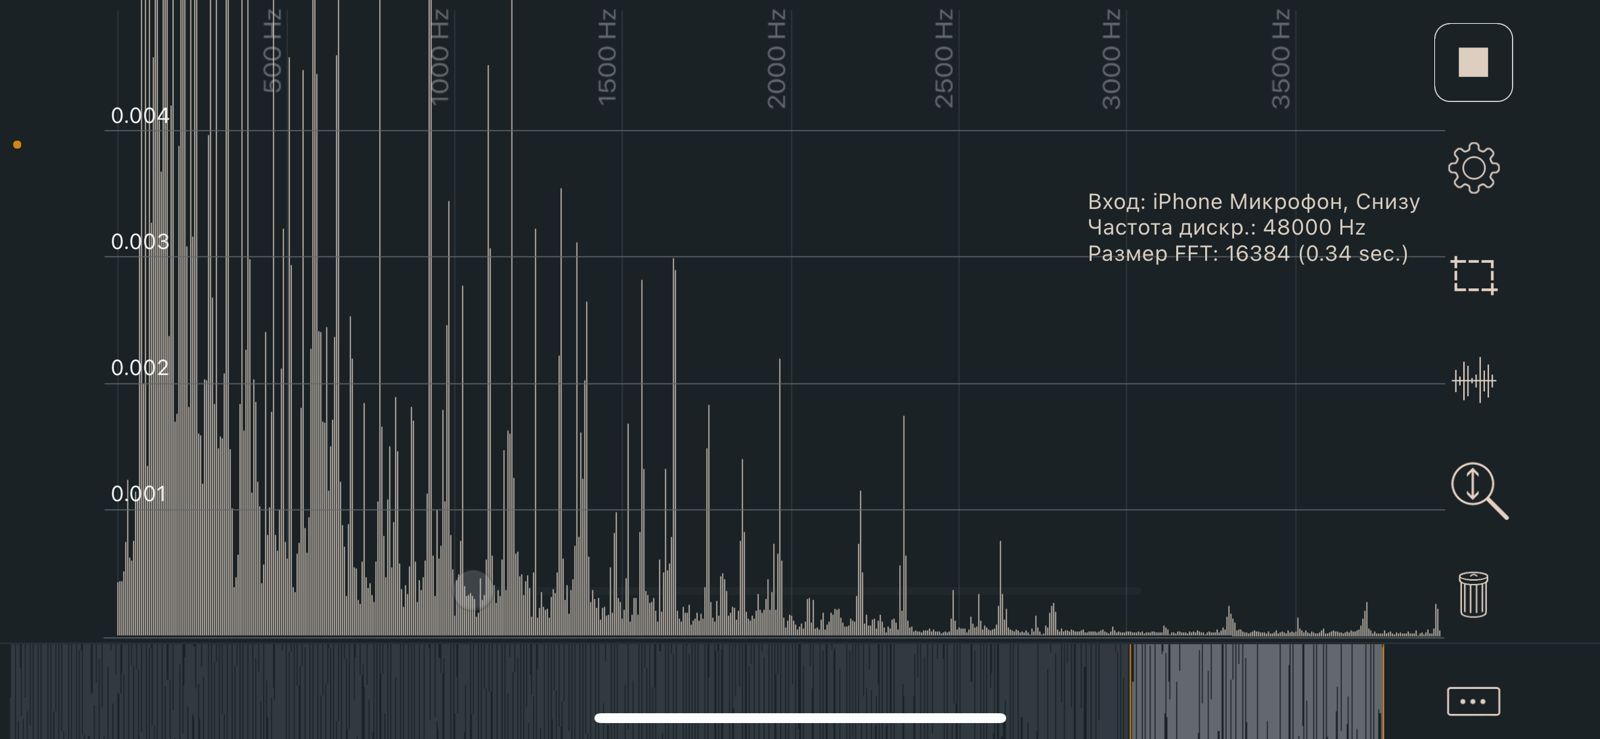 500 Hz
1000 Hz
1500 Hz
2000 Hz
2500 Hz
3000 Hz
3500 Hz
0.004
0.003
0.002
0.001
Вход: iPhone Микрофон, Снизу
Частота дискр.: 48000 Hz
Размер FFT: 16384 (0.34 sec.)